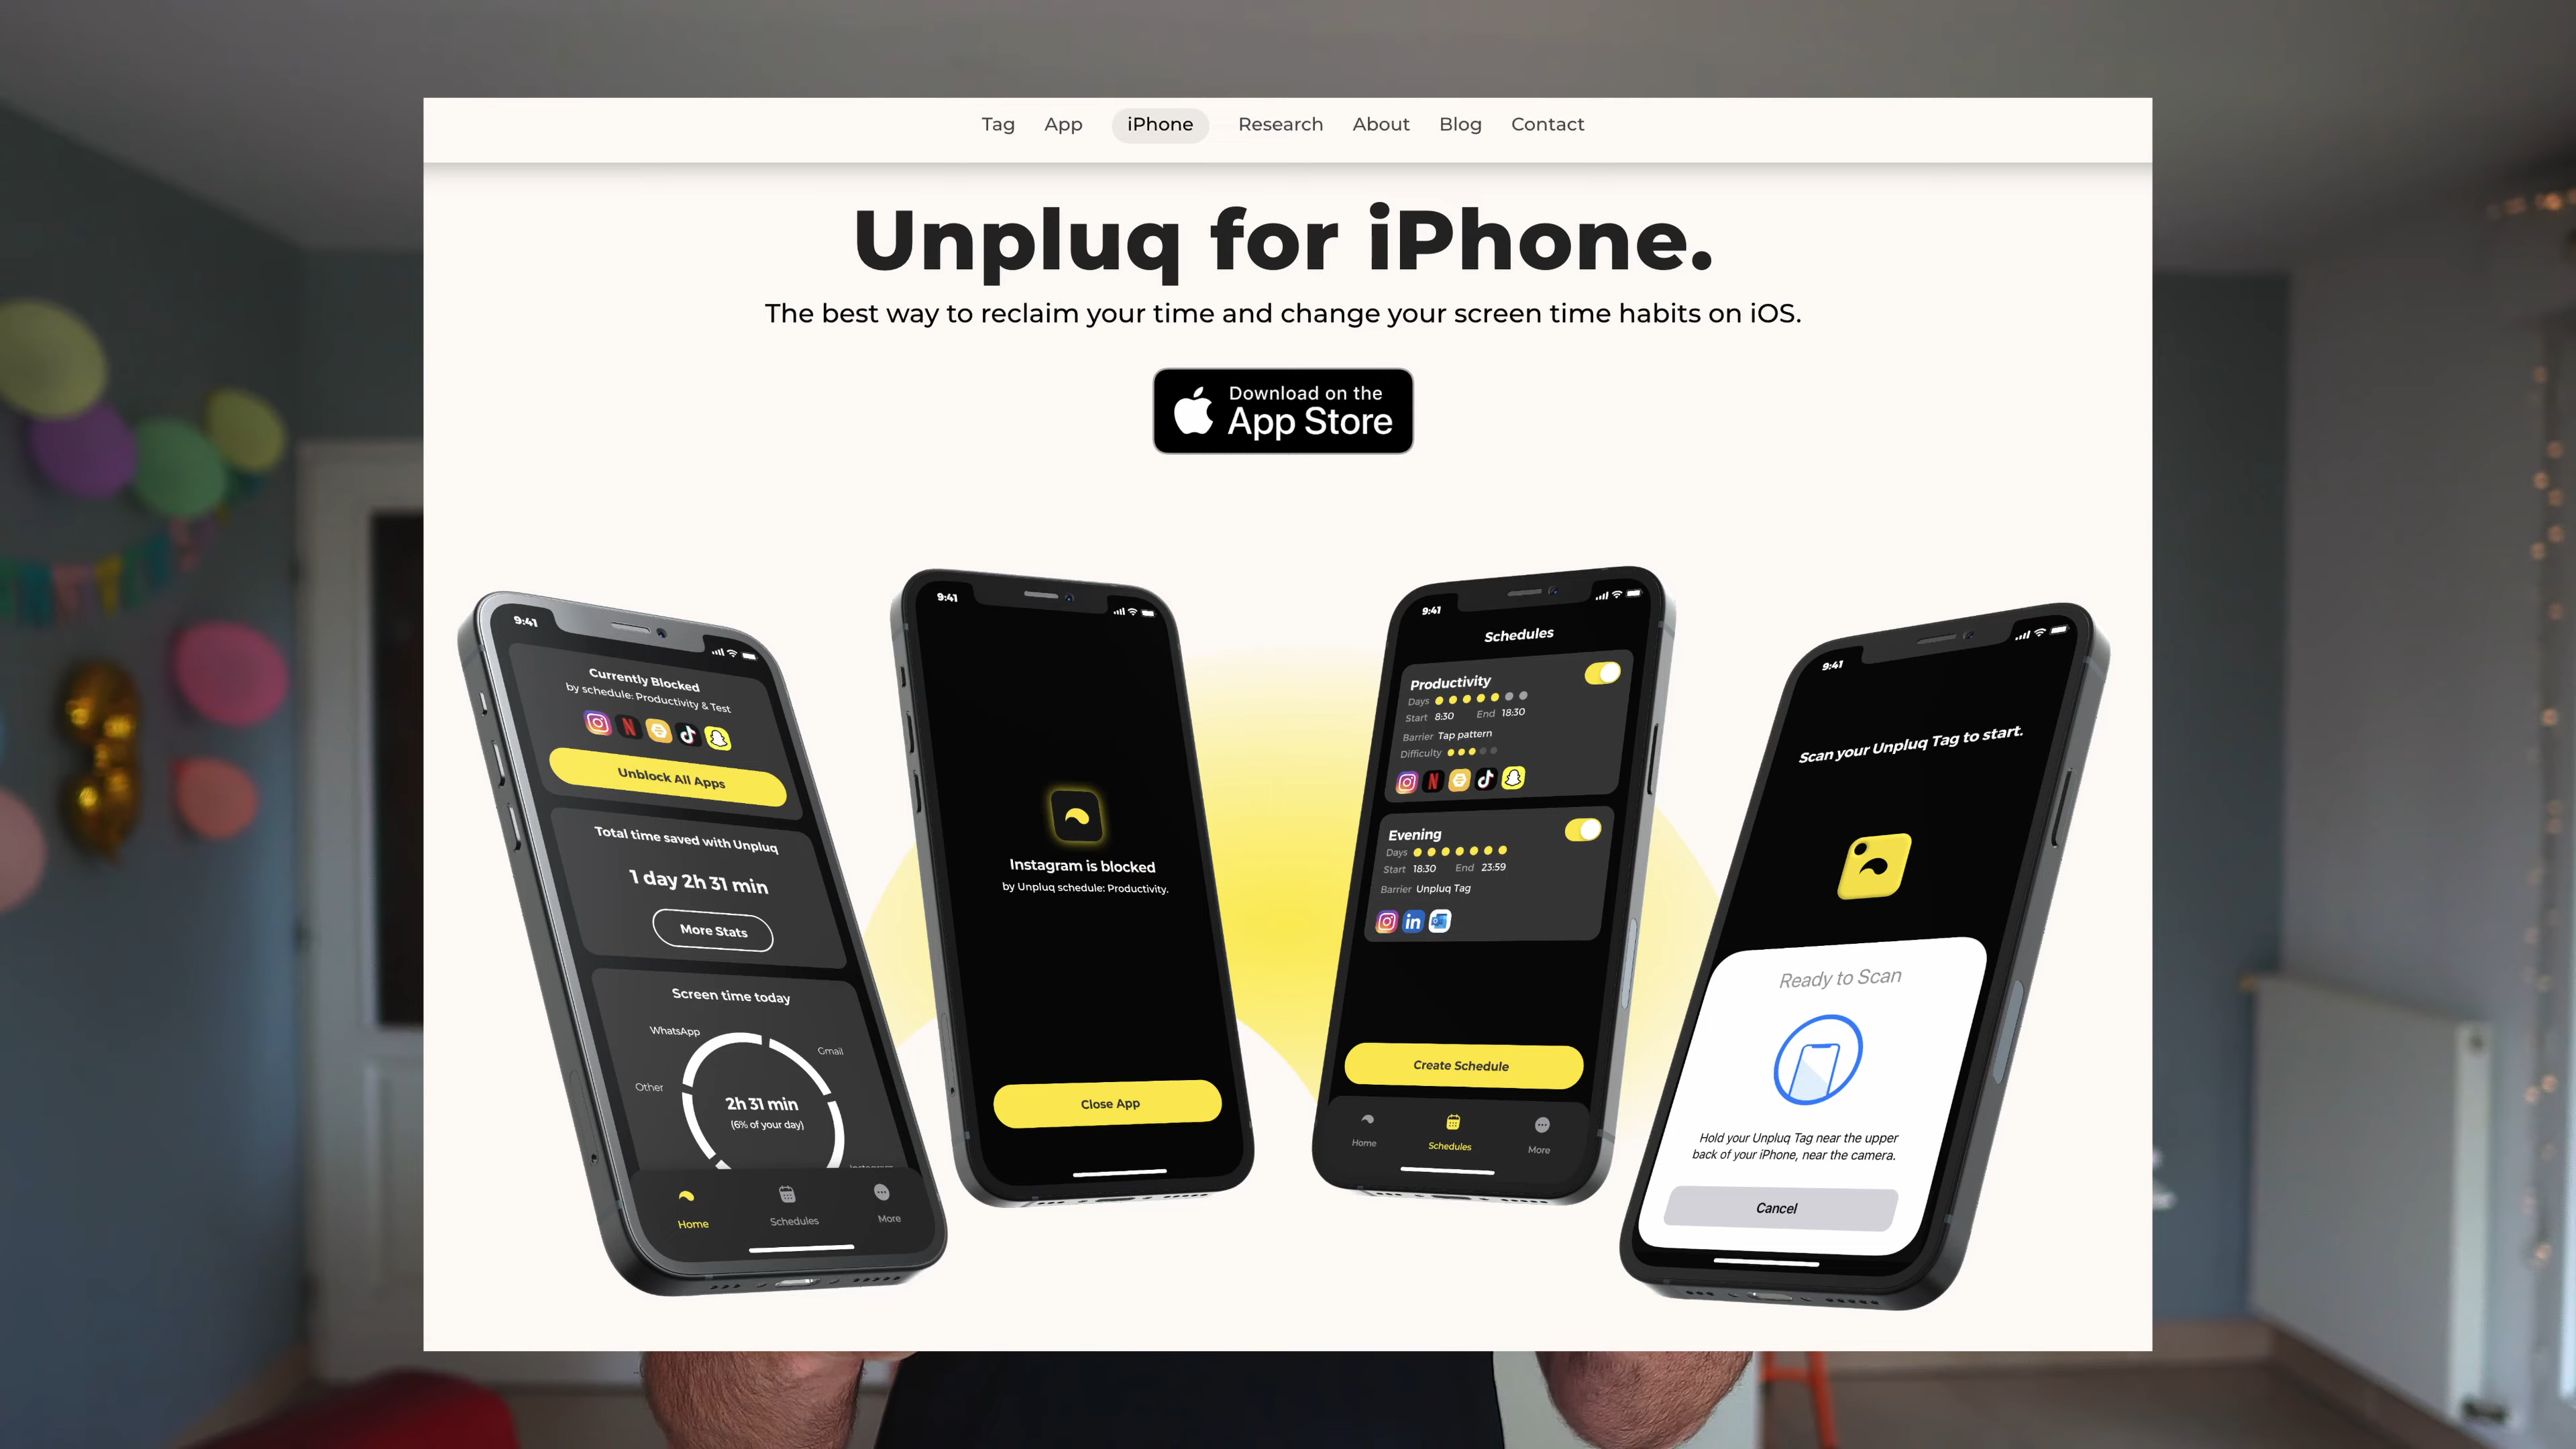 Tag App iPhone Research About Blog Contact
Unpluq for iPhone.
The best way to reclaim your time and change your screen time habits on iOS.
Download on the
App Store
9:41
Currently Blocked
by schedule: Productivity & Test
Unblock All Apps
Total time saved with Unpluq
1 day 2h 31 min
More Stats
Screen time today
WhatsApp
Gmail
Other
2h 31 min
(6% of your day)
Instagram
Home Schedules More
9:41
Instagram is blocked
by Unpluq schedule: Productivity.
Close App
9:41
Schedules
Productivity
Days
Start 8:30 End 18:30
Barrier Tap pattern
Difficulty
Evening
Days
Start 18:30 End 23:59
Barrier Unpluq Tag
in
Create Schedule
Home Schedules More
9:41
Scan your Unpluq Tag to start.
Ready to Scan
Hold your Unpluq Tag near the upper
back of your iPhone, near the camera.
Cancel